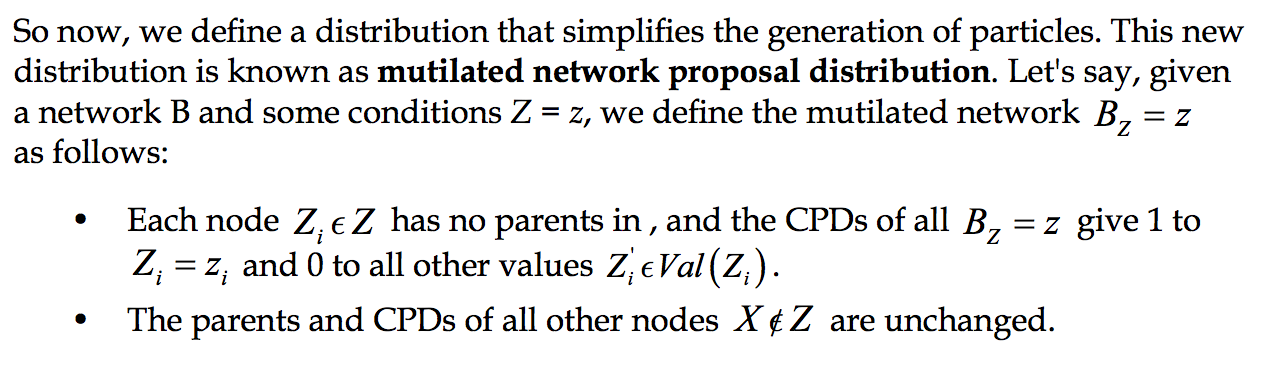 So now, we define a distribution that simplifies the generation of particles. This new
distribution is known as mutilated network proposal distribution. Let's say, given
a network B and some conditions Z = z, we define the mutilated network B_Z = z
as follows:
• Each node Z_i ϵ Z has no parents in , and the CPDs of all B_Z = z give 1 to
Z_i = z_i and 0 to all other values Z_i' ϵ Val(Z_i).
• The parents and CPDs of all other nodes X ∉ Z are unchanged.